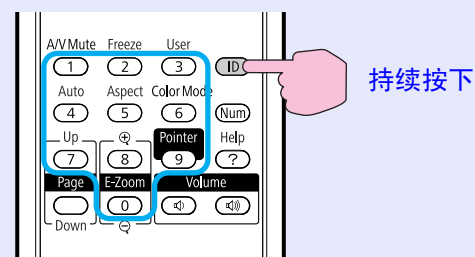 A/V Mute Freeze User
1 2 3 ID
持续按下
Auto Aspect Color Mode
4 5 6 Num
Up Pointer Help
7 8 9 ?
Page E-Zoom Volume
0
Down